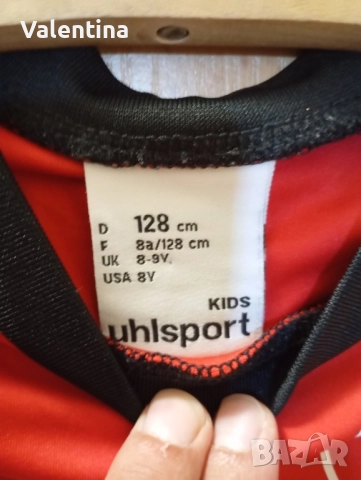 Valentina
D 128 cm
F 8a/128 cm
UK 8-9Y.
USA 8Y
KIDS
uhlsport
BAZAR